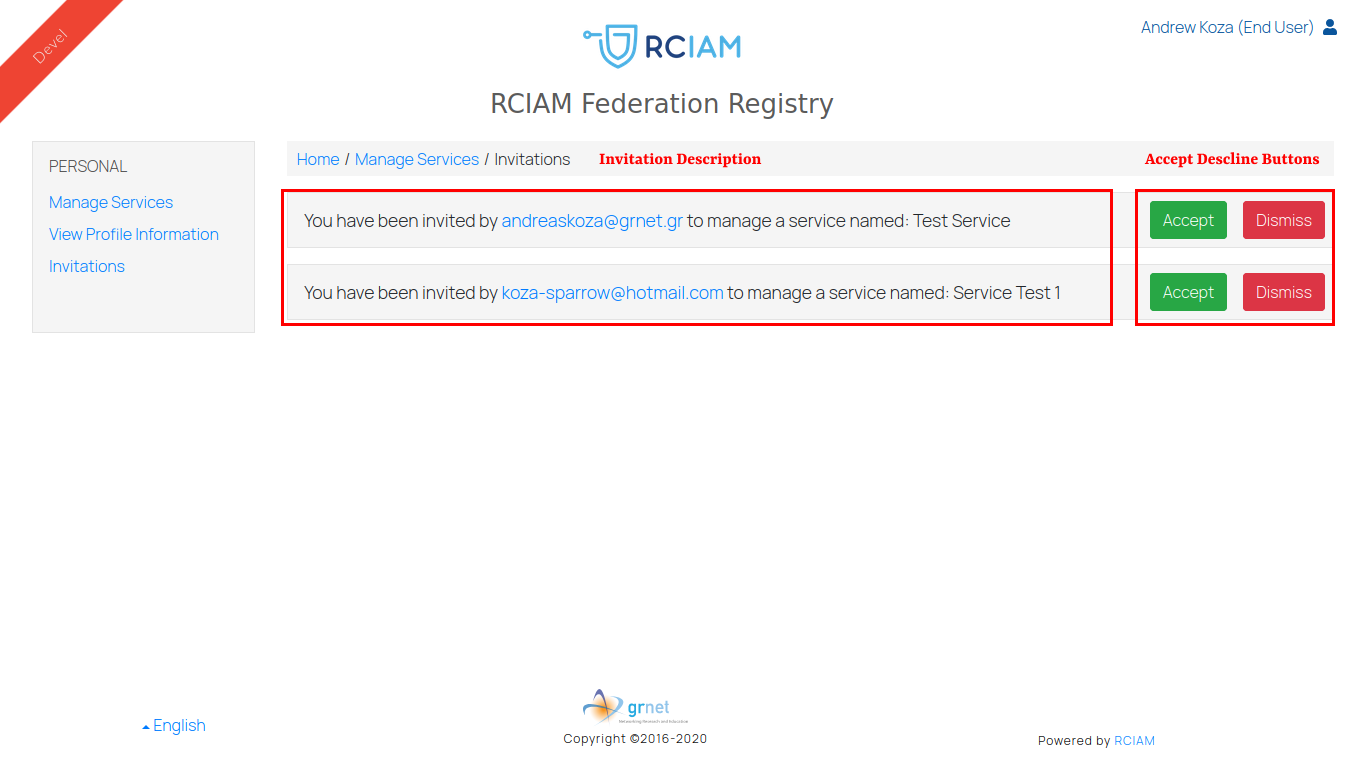 Devel
Andrew Koza (End User)
RCIAM
RCIAM Federation Registry
PERSONAL
Manage Services
View Profile Information
Invitations
Home / Manage Services / Invitations
Invitation Description
Accept Descline Buttons
You have been invited by andreaskoza@grnet.gr to manage a service named: Test Service
Accept
Dismiss
You have been invited by koza-sparrow@hotmail.com to manage a service named: Service Test 1
Accept
Dismiss
English
grnet
Networking Research and Education
Copyright ©2016-2020
Powered by RCIAM